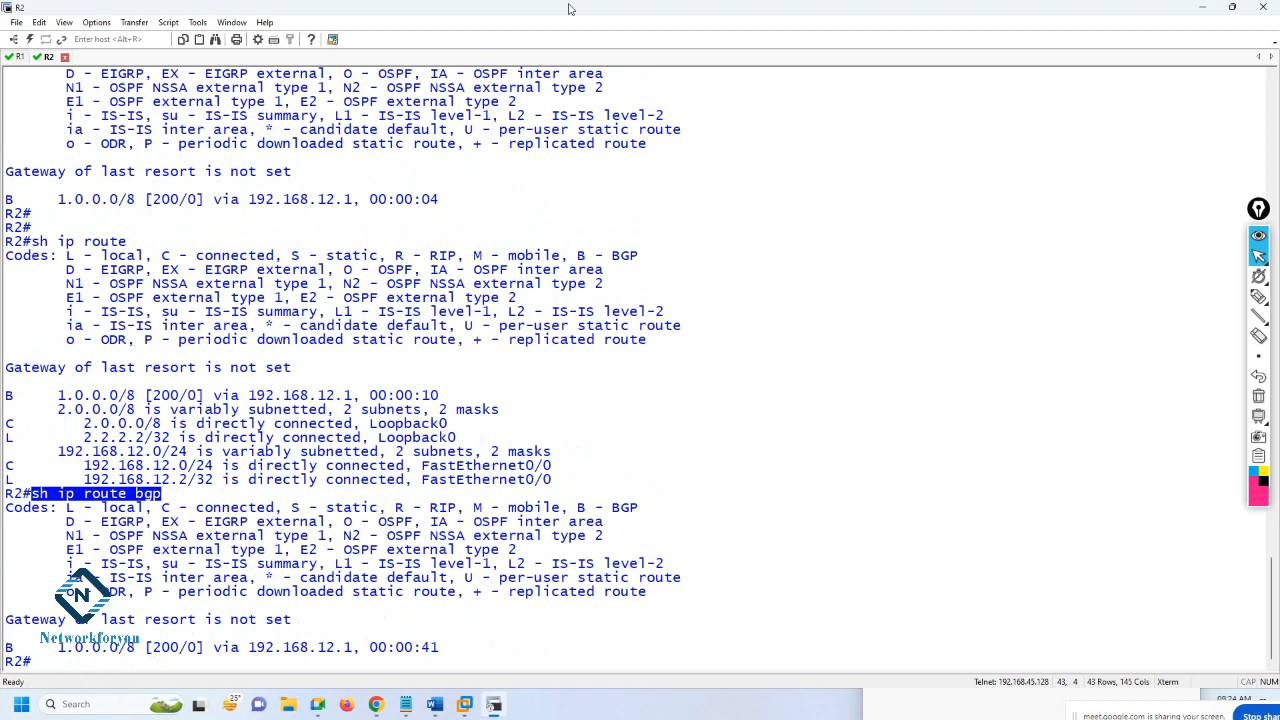 R2
File Edit View Options Transfer Script Tools Window Help
Enter host <Alt+R>
R1 R2
D - EIGRP, EX - EIGRP external, O - OSPF, IA - OSPF inter area
N1 - OSPF NSSA external type 1, N2 - OSPF NSSA external type 2
E1 - OSPF external type 1, E2 - OSPF external type 2
i - IS-IS, su - IS-IS summary, L1 - IS-IS level-1, L2 - IS-IS level-2
ia - IS-IS inter area, * - candidate default, U - per-user static route
o - ODR, P - periodic downloaded static route, + - replicated route
Gateway of last resort is not set
B 1.0.0.0/8 [200/0] via 192.168.12.1, 00:00:04
R2#
R2#
R2#sh ip route
Codes: L - local, C - connected, S - static, R - RIP, M - mobile, B - BGP
D - EIGRP, EX - EIGRP external, O - OSPF, IA - OSPF inter area
N1 - OSPF NSSA external type 1, N2 - OSPF NSSA external type 2
E1 - OSPF external type 1, E2 - OSPF external type 2
i - IS-IS, su - IS-IS summary, L1 - IS-IS level-1, L2 - IS-IS level-2
ia - IS-IS inter area, * - candidate default, U - per-user static route
o - ODR, P - periodic downloaded static route, + - replicated route
Gateway of last resort is not set
B 1.0.0.0/8 [200/0] via 192.168.12.1, 00:00:10
2.0.0.0/8 is variably subnetted, 2 subnets, 2 masks
C 2.0.0.0/8 is directly connected, Loopback0
L 2.2.2.2/32 is directly connected, Loopback0
192.168.12.0/24 is variably subnetted, 2 subnets, 2 masks
C 192.168.12.0/24 is directly connected, FastEthernet0/0
L 192.168.12.2/32 is directly connected, FastEthernet0/0
R2#sh ip route bgp
Codes: L - local, C - connected, S - static, R - RIP, M - mobile, B - BGP
D - EIGRP, EX - EIGRP external, O - OSPF, IA - OSPF inter area
N1 - OSPF NSSA external type 1, N2 - OSPF NSSA external type 2
E1 - OSPF external type 1, E2 - OSPF external type 2
i - IS-IS, su - IS-IS summary, L1 - IS-IS level-1, L2 - IS-IS level-2
ia - IS-IS inter area, * - candidate default, U - per-user static route
o - ODR, P - periodic downloaded static route, + - replicated route
Gateway of last resort is not set
N
Networkforyou
B 1.0.0.0/8 [200/0] via 192.168.12.1, 00:00:41
R2#
Ready Telnet: 192.168.45.128 43, 4 43 Rows, 145 Cols Xterm CAP NUM
Search 25° 09:24 AM
meet.google.com is sharing your screen. Stop sha